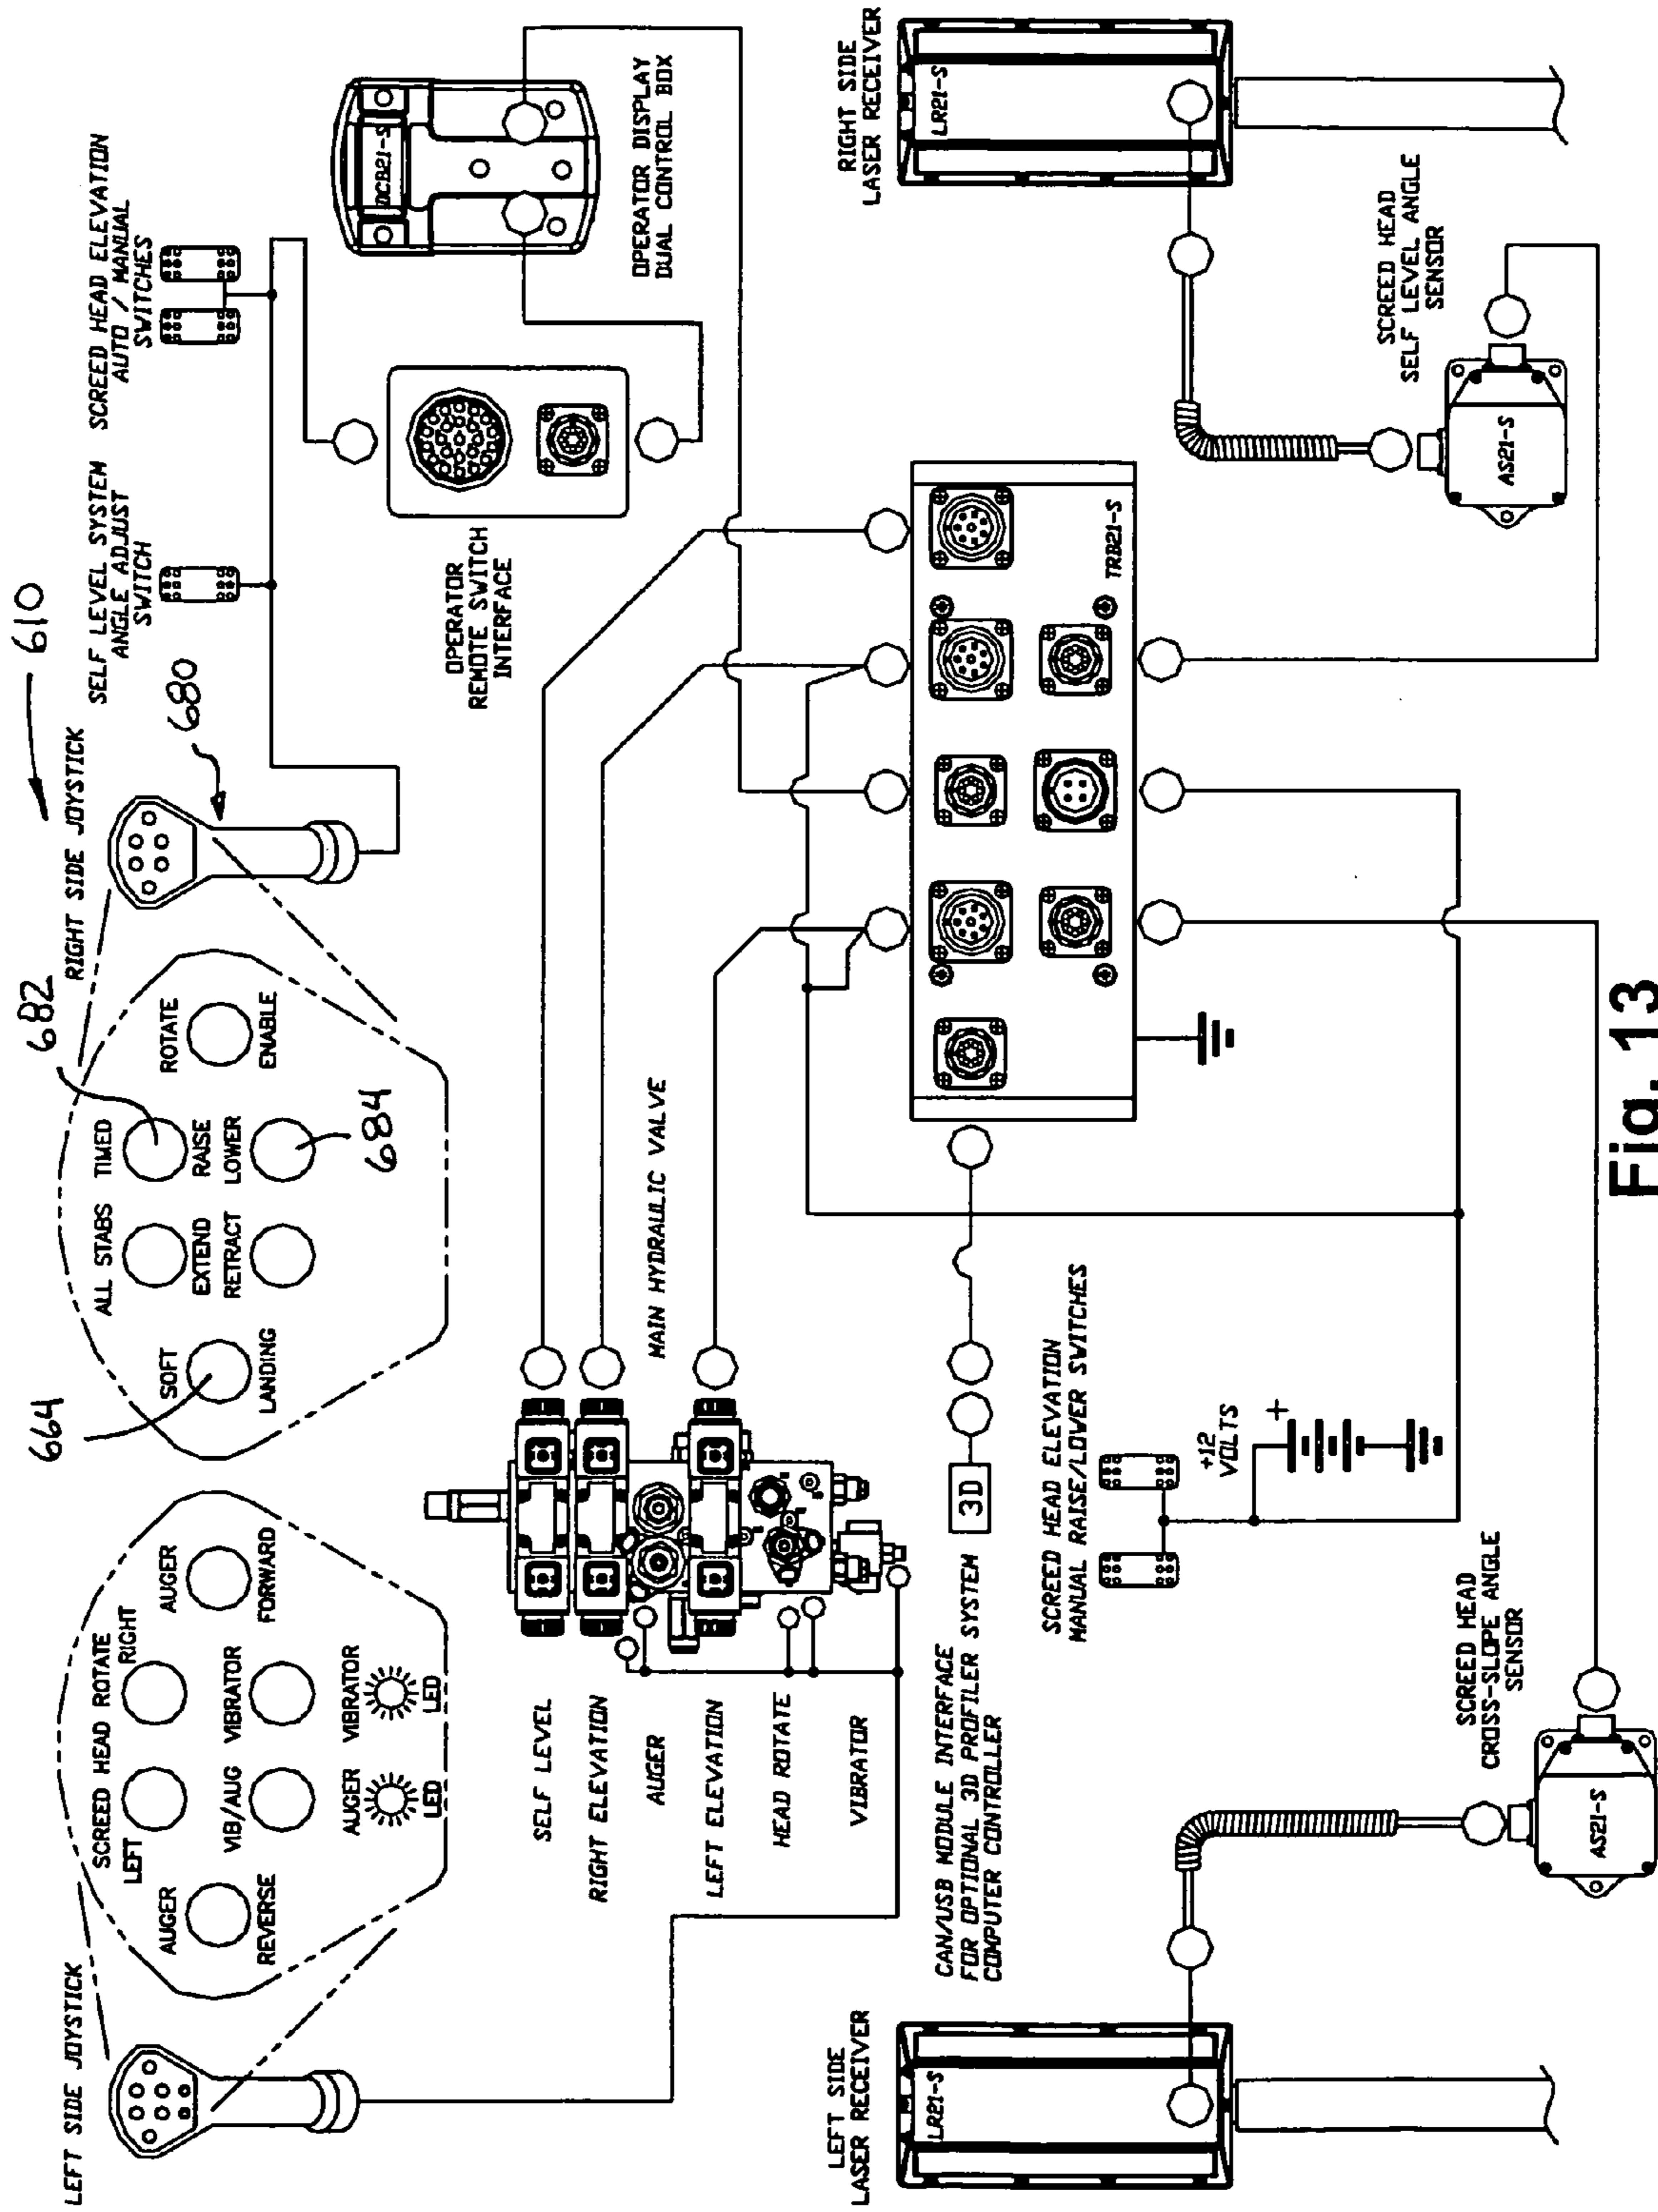 610
LEFT SIDE JOYSTICK
AUGER
REVERSE
SCREED HEAD ROTATE
LEFT
RIGHT
VIB/AUG
VIBRATOR
AUGER
LED
VIBRATOR
LED
AUGER
FORWARD
664
SOFT
LANDING
ALL STABS
EXTEND
RETRACT
682
TIMED
RAISE
LOWER
684
ROTATE
ENABLE
RIGHT SIDE JOYSTICK
680
SELF LEVEL SYSTEM
ANGLE ADJUST
SWITCH
SCREED HEAD ELEVATION
AUTO / MANUAL
SWITCHES
SELF LEVEL
RIGHT ELEVATION
AUGER
LEFT ELEVATION
HEAD ROTATE
VIBRATOR
MAIN HYDRAULIC VALVE
OPERATOR
REMOTE SWITCH
INTERFACE
DCB21-S
OPERATOR DISPLAY
DUAL CONTROL BOX
LEFT SIDE
LASER RECEIVER
LR21-S
CAN/USB MODULE INTERFACE
FOR OPTIONAL 3D PROFILER SYSTEM
COMPUTER CONTROLLER
3D
SCREED HEAD ELEVATION
MANUAL RAISE/LOWER SWITCHES
+12
VOLTS
+
TRB21-S
RIGHT SIDE
LASER RECEIVER
LR21-S
SCREED HEAD
SELF LEVEL ANGLE
SENSOR
AS21-S
SCREED HEAD
CROSS-SLOPE ANGLE
SENSOR
AS21-S
Fig. 13